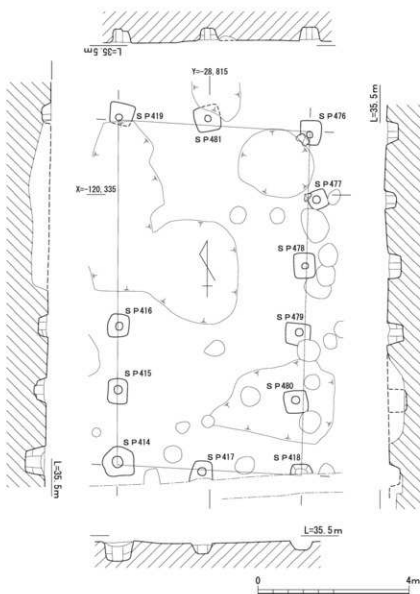 L=35.5m
Y=-28,815
L=35.5m
SP419
SP481
SP476
X=-120,335
SP477
SP478
SP416
SP479
SP415
SP480
SP414
SP417
SP418
L=35.5m
L=35.5m
0
4m